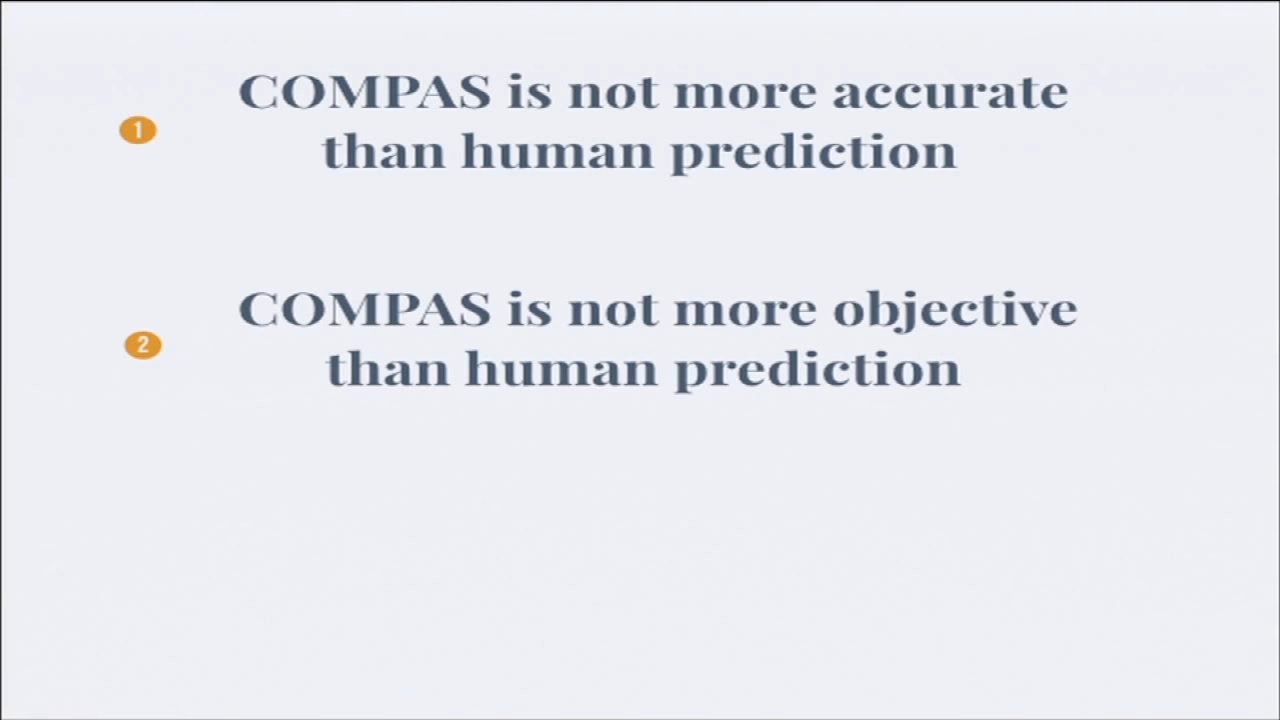 1
COMPAS is not more accurate
than human prediction
2
COMPAS is not more objective
than human prediction